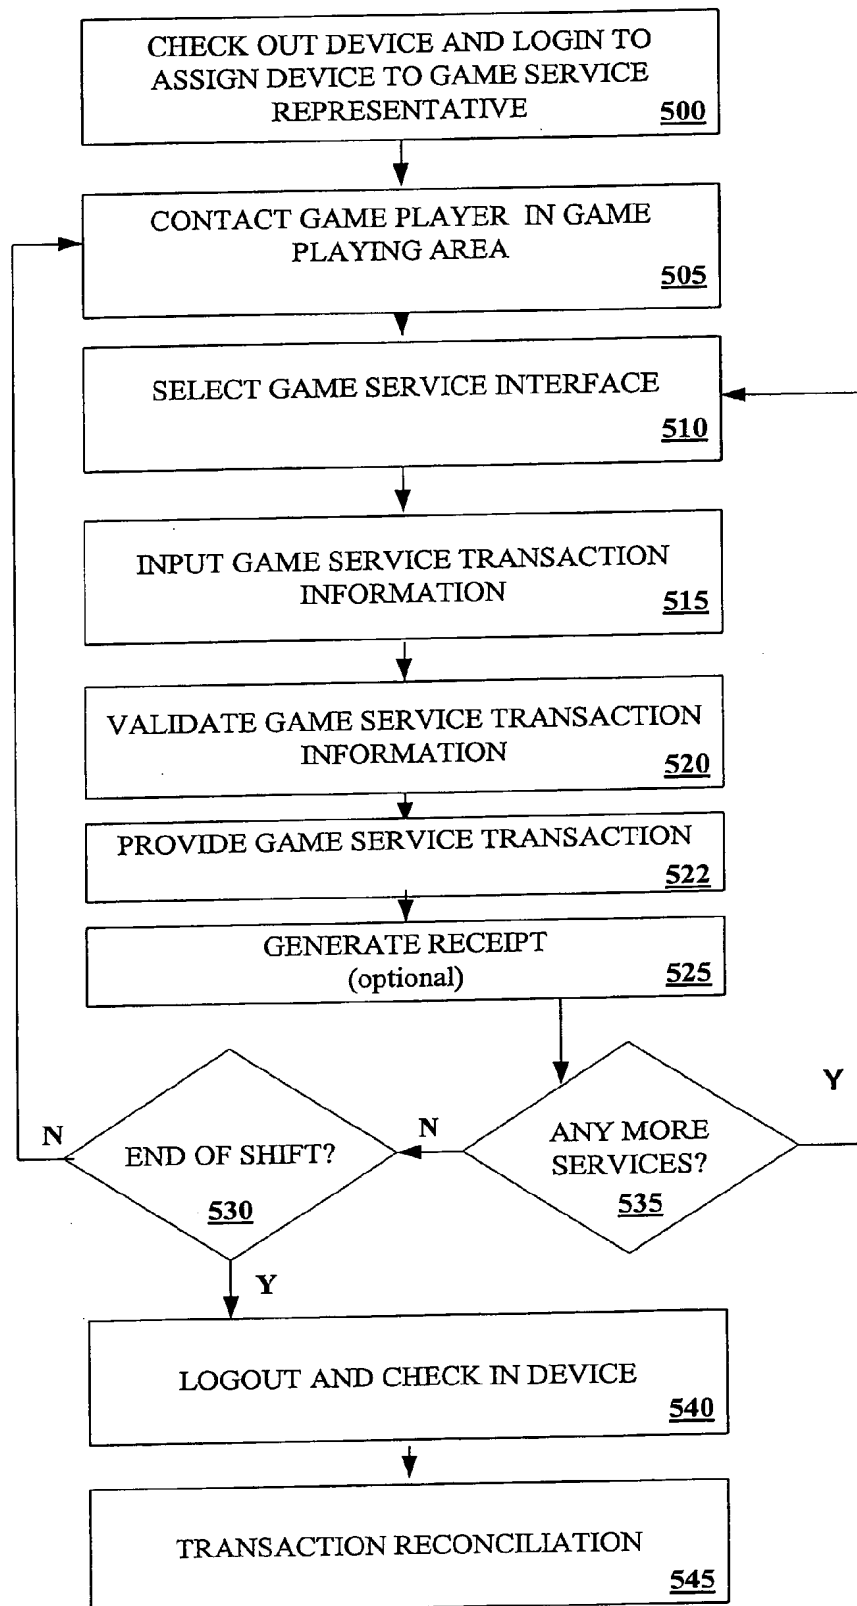 CHECK OUT DEVICE AND LOGIN TO
ASSIGN DEVICE TO GAME SERVICE
REPRESENTATIVE
500
CONTACT GAME PLAYER IN GAME
PLAYING AREA
505
SELECT GAME SERVICE INTERFACE
510
INPUT GAME SERVICE TRANSACTION
INFORMATION
515
VALIDATE GAME SERVICE TRANSACTION
INFORMATION
520
PROVIDE GAME SERVICE TRANSACTION
522
GENERATE RECEIPT
(optional)
525
Y
N
END OF SHIFT?
530
N
ANY MORE
SERVICES?
535
Y
LOGOUT AND CHECK IN DEVICE
540
TRANSACTION RECONCILIATION
545